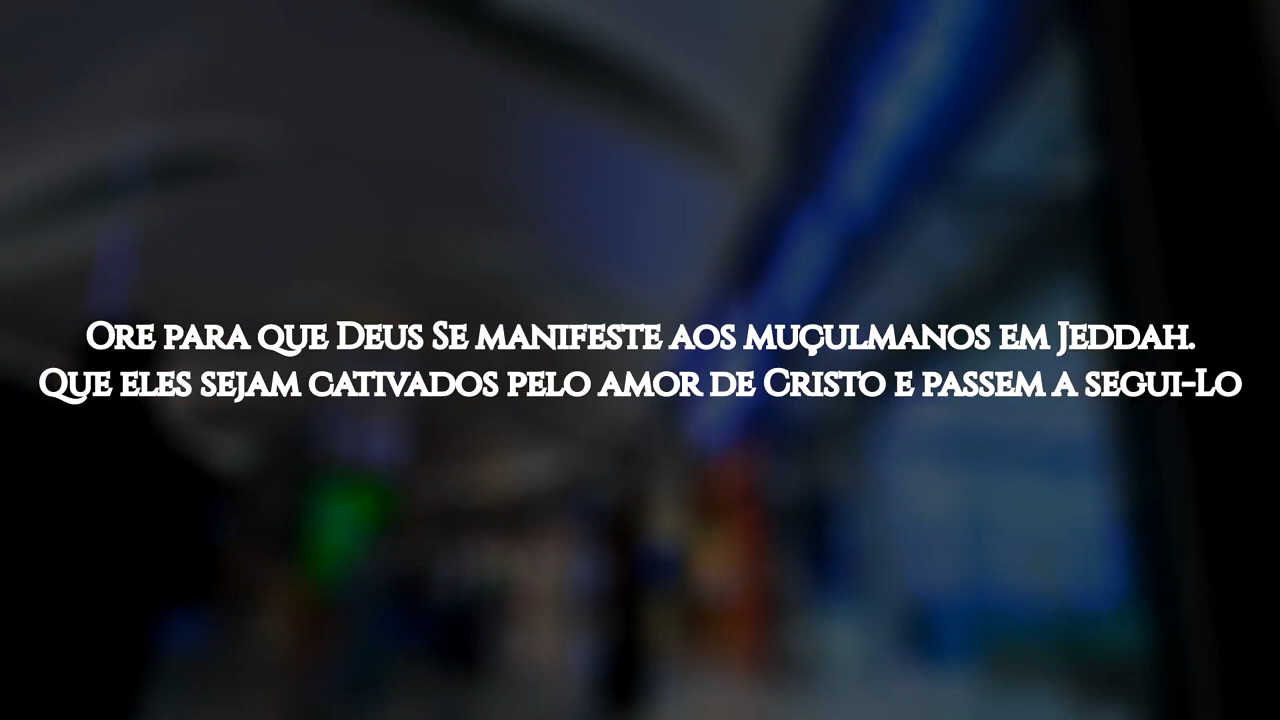 Ore para que Deus Se manifeste aos muçulmanos em Jeddah.
Que eles sejam cativados pelo amor de Cristo e passem a segui-Lo